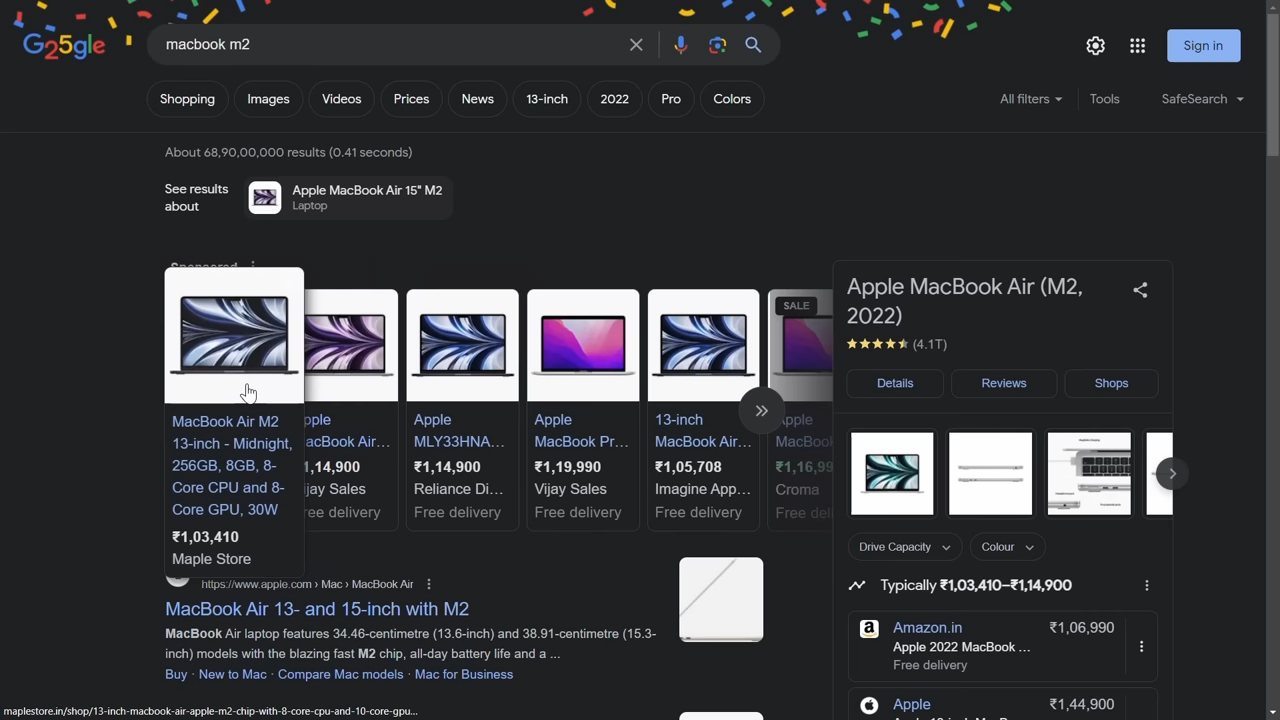 G25gle
macbook m2
Sign in
Shopping
Images
Videos
Prices
News
13-inch
2022
Pro
Colors
All filters
Tools
SafeSearch
About 68,90,00,000 results (0.41 seconds)
See results
about
Apple MacBook Air 15" M2
Laptop
Sponsored
MacBook Air M2
13-inch - Midnight,
256GB, 8GB, 8-
Core CPU and 8-
Core GPU, 30W
₹1,03,410
Maple Store
pple
acBook Air...
1,14,900
ijay Sales
ree delivery
Apple
MLY33HNA...
₹1,14,900
Reliance Di...
Free delivery
Apple
MacBook Pr...
₹1,19,990
Vijay Sales
Free delivery
13-inch
MacBook Air...
₹1,05,708
Imagine App...
Free delivery
SALE
pple
MacBoo
₹1,16,99
Croma
Free del
https://www.apple.com › Mac › MacBook Air
MacBook Air 13- and 15-inch with M2
MacBook Air laptop features 34.46-centimetre (13.6-inch) and 38.91-centimetre (15.3-
inch) models with the blazing fast M2 chip, all-day battery life and a ...
Buy · New to Mac · Compare Mac models · Mac for Business
Apple MacBook Air (M2,
2022)
(4.1T)
Details
Reviews
Shops
Drive Capacity
Colour
Typically ₹1,03,410–₹1,14,900
Amazon.in
₹1,06,990
Apple 2022 MacBook ...
Free delivery
Apple
₹1,44,900
maplestore.in/shop/13-inch-macbook-air-apple-m2-chip-with-8-core-cpu-and-10-core-gpu...